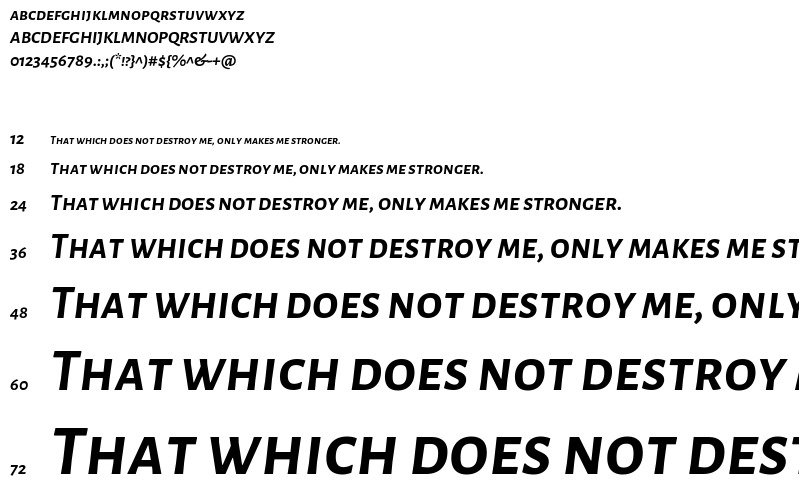 ABCDEFGHIJKLMNOPQRSTUVWXYZ
ABCDEFGHIJKLMNOPQRSTUVWXYZ
0123456789.:,;(*!?}^)#${%^&-+@
12 That which does not destroy me, only makes me stronger.
18 That which does not destroy me, only makes me stronger.
24 That which does not destroy me, only makes me stronger.
36 That which does not destroy me, only makes me st
48 That which does not destroy me, only
60 That which does not destroy
72 That which does not des